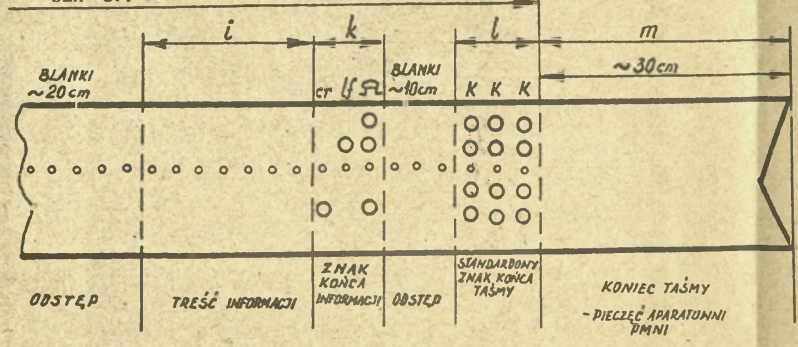 i k l m
BLANKI
~20cm
cr lf
BLANKI
~10cm
K K K
~30cm
ODSTĘP
TREŚĆ INFORMACJI
ZNAK
KOŃCA
INFORMACJI
ODSTĘP
STANDARDOWY
ZNAK KOŃCA
TAŚMY
KONIEC TAŚMY
- PIECZĘĆ APARATUWNI
PMNI